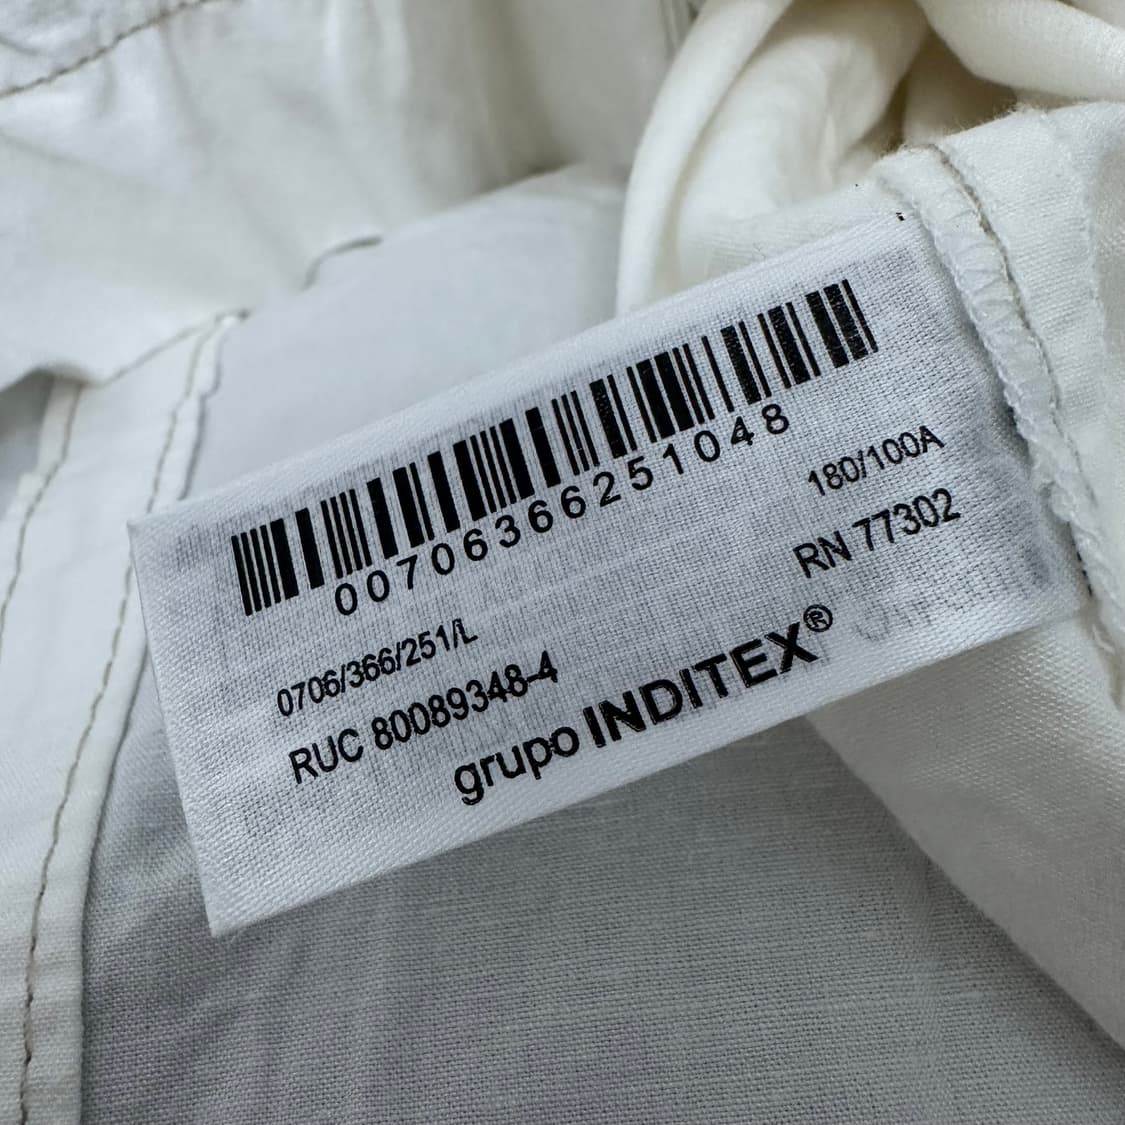 00706366251048
0706/366/251/L
180/100A
RUC 80089348-4
RN 77302
grupo INDITEX®